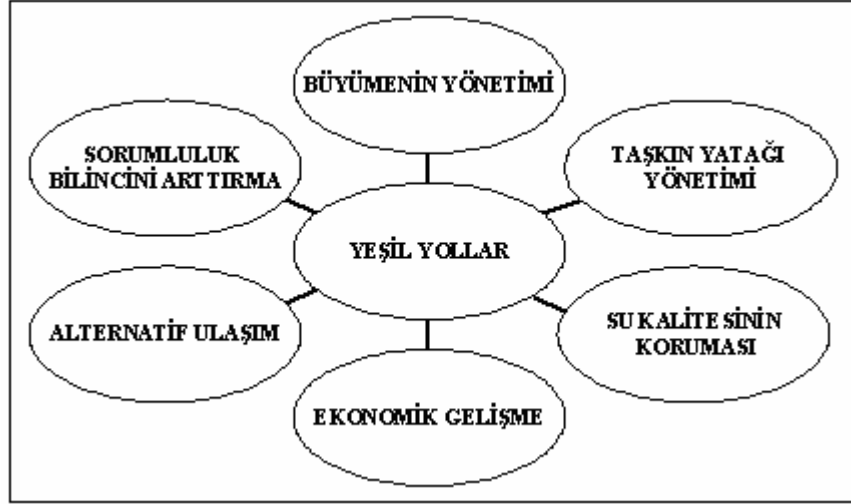 BÜYÜMENİN YÖNETİMİ
SORUMLULUK
BİLİNCİNİ ARTTIRMA
TAŞKIN YATAĞI
YÖNETİMİ
YEŞİL YOLLAR
ALTERNATİF ULAŞIM
SU KALİTESİNİN
KORUMASI
EKONOMİK GELİŞME